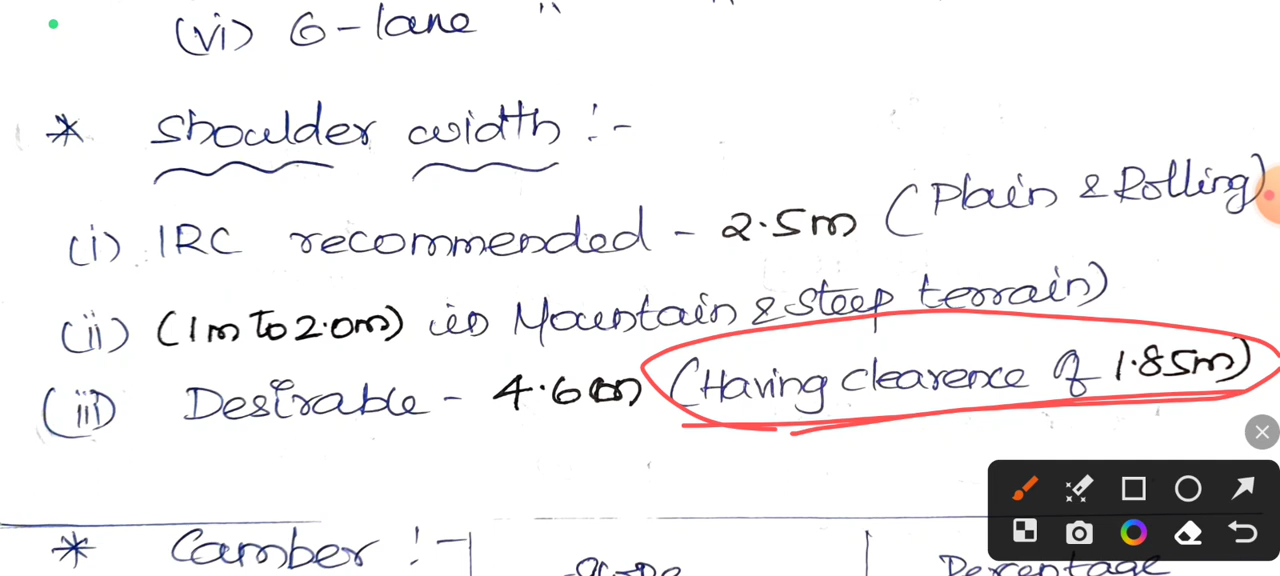 (vi) 6-lane "
* Shoulder width :-
(i) IRC recommended - 2.5m (Plain & Rolling)
(ii) (1m To 2.0m) in Mountain & steep terrain)
(iii) Desirable - 4.6m (Having clearence of 1.85m)
* Camber :-
Percentage